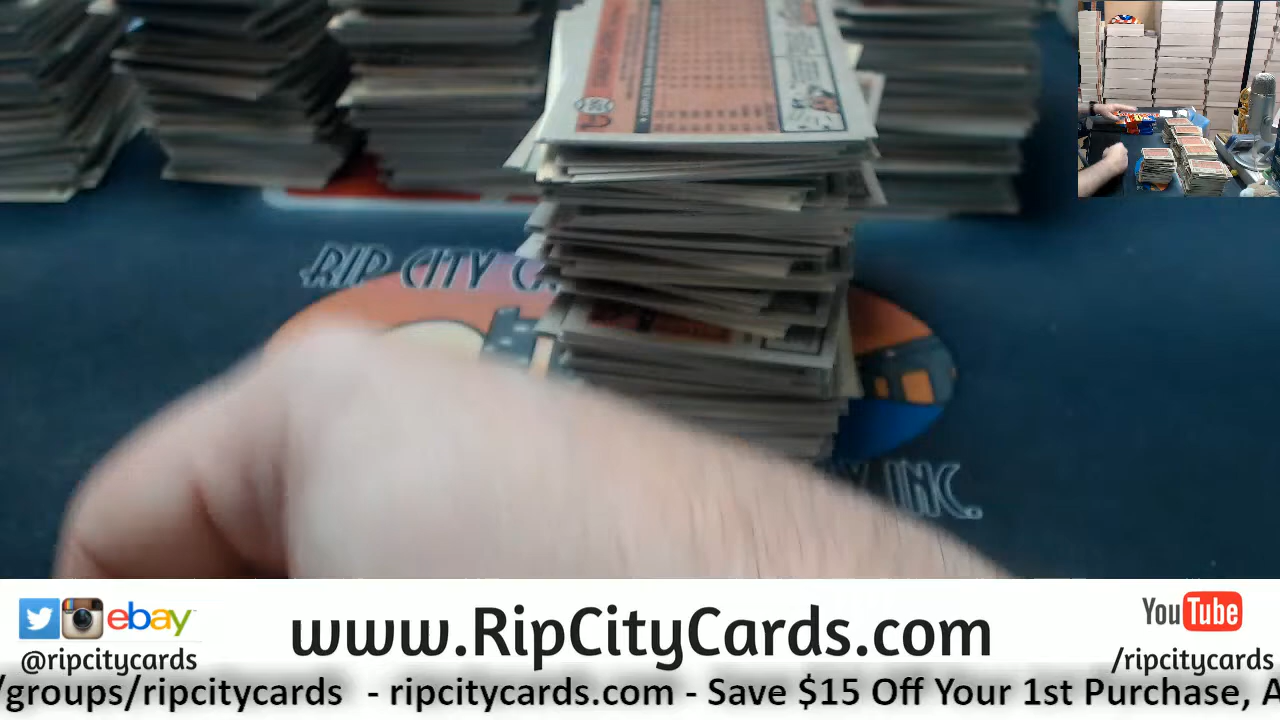 RIP CITY CA
INC.
ebay
@ripcitycards
www.RipCityCards.com
YouTube
/ripcitycards
/groups/ripcitycards - ripcitycards.com - Save $15 Off Your 1st Purchase, A